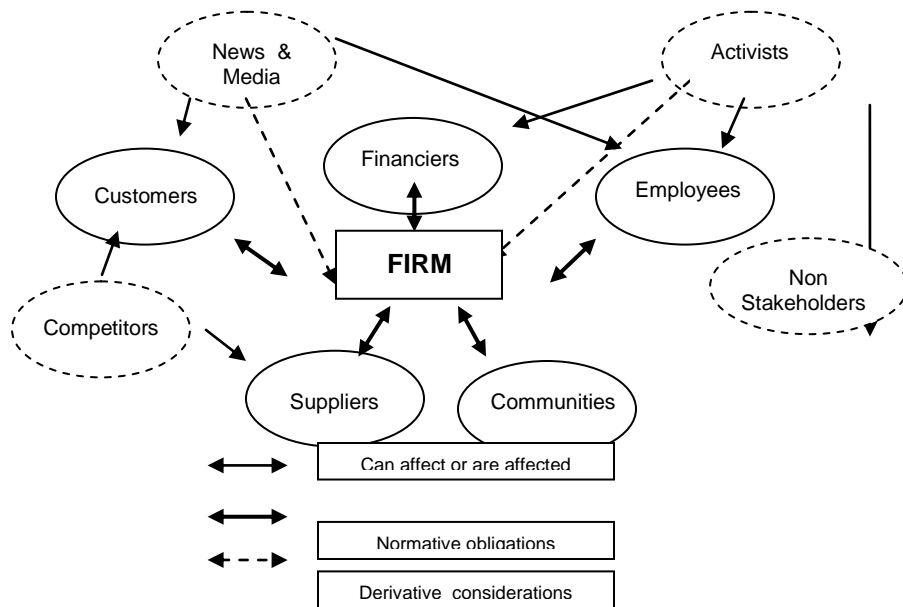 News &
Media
Activists
Financiers
Customers
Employees
FIRM
Non
Stakeholders
Competitors
Suppliers
Communities
Can affect or are affected
Normative obligations
Derivative considerations